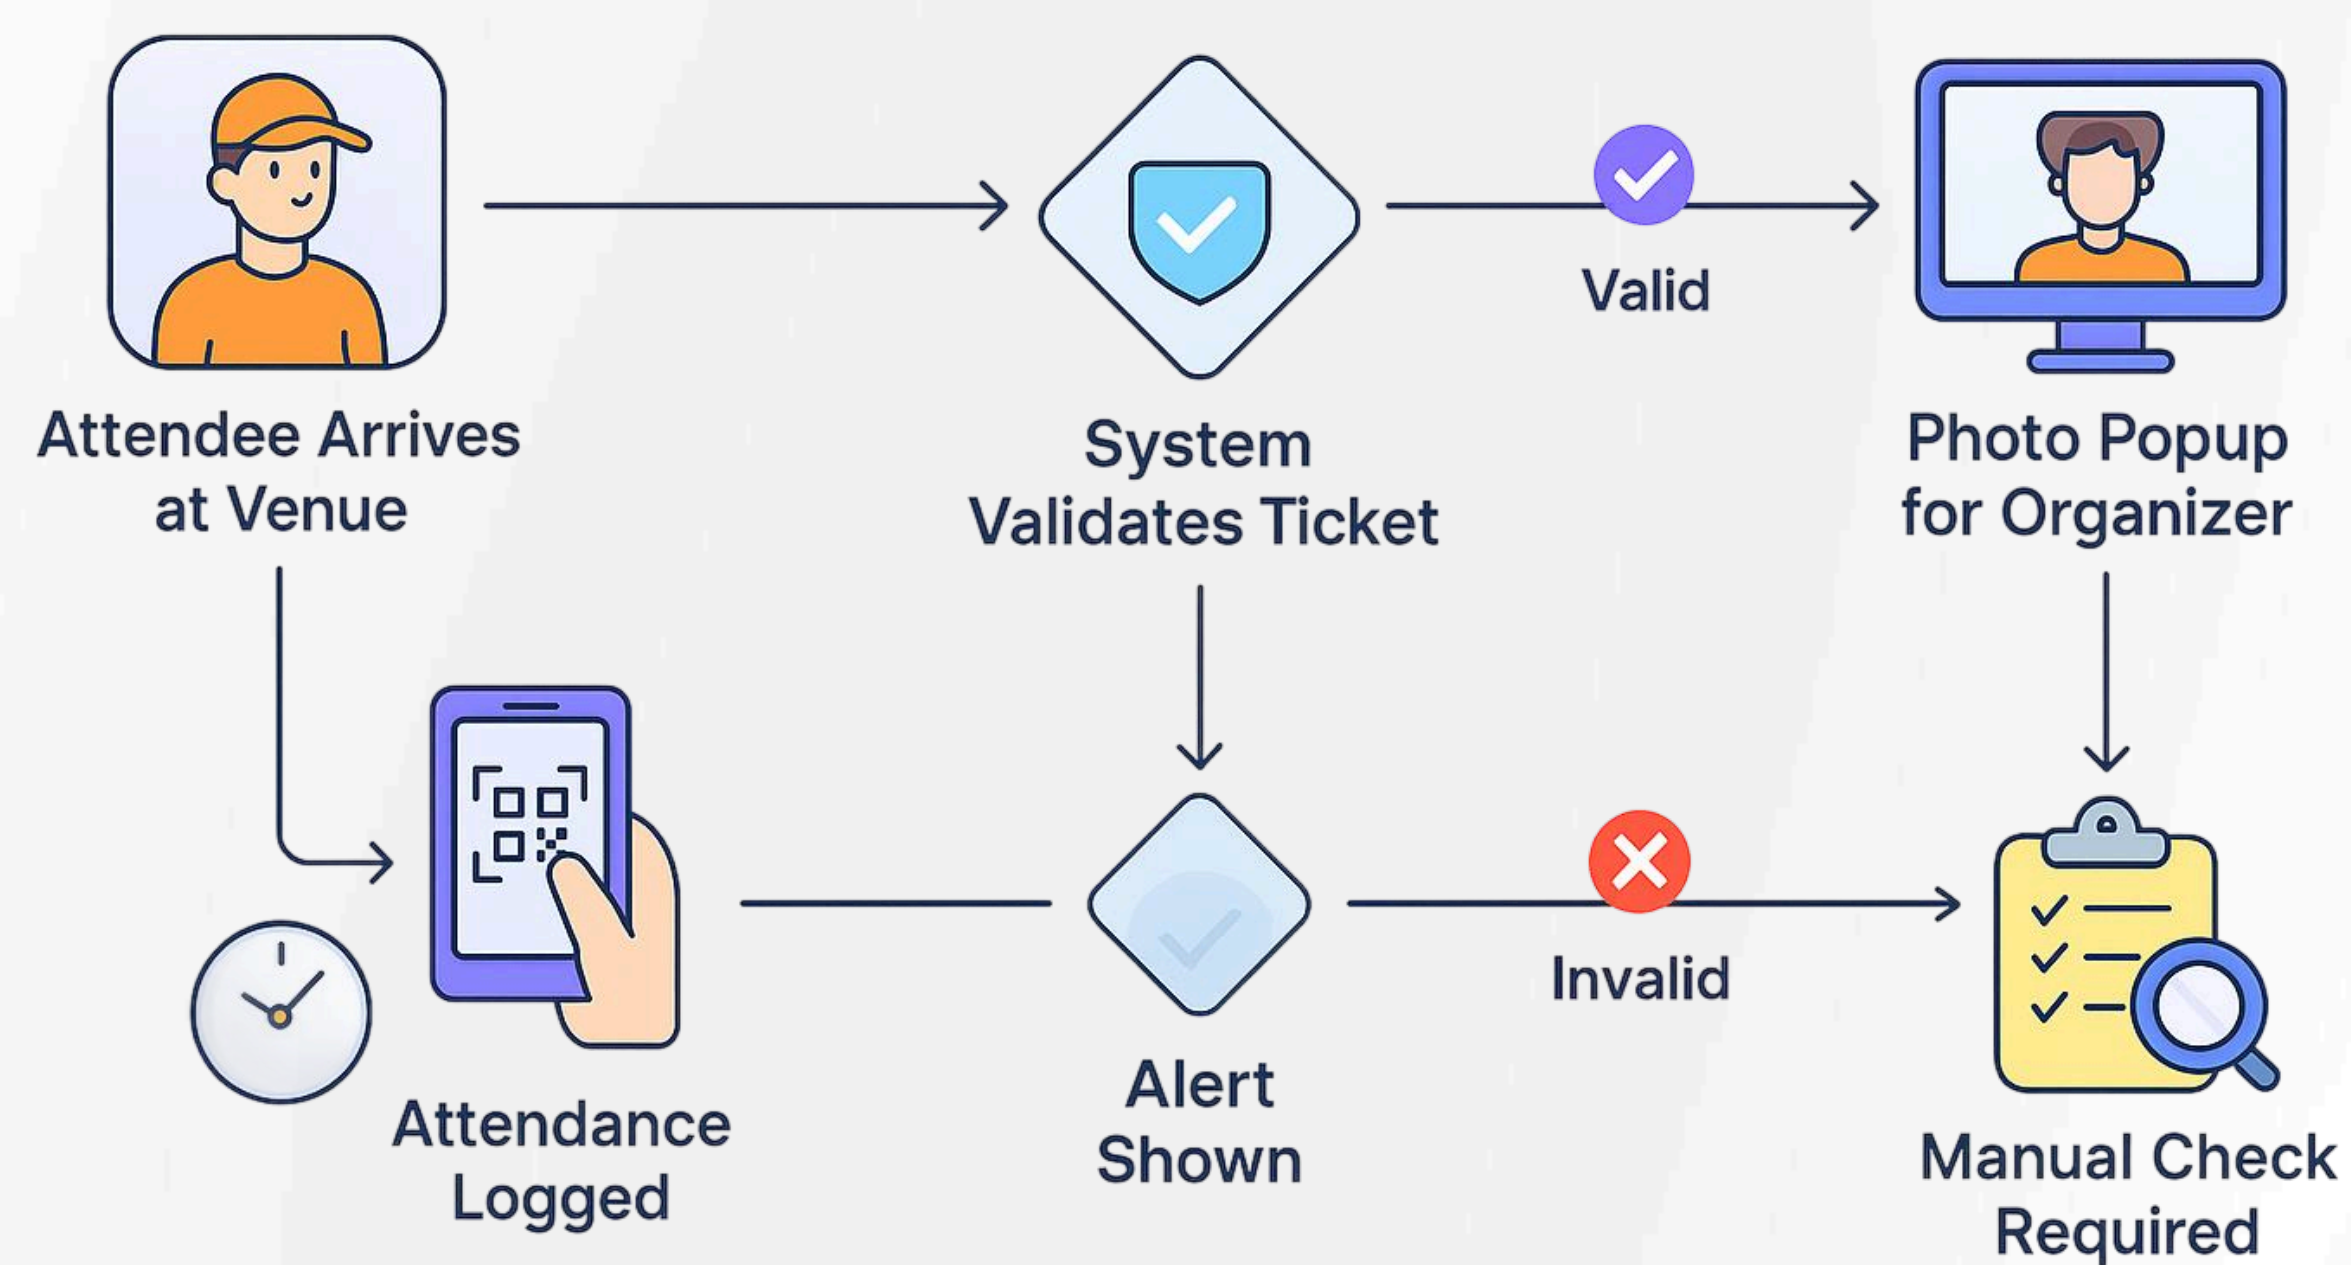 Attendee Arrives
at Venue
System
Validates Ticket
Valid
Photo Popup
for Organizer
Attendance
Logged
Alert
Shown
Invalid
Manual Check
Required